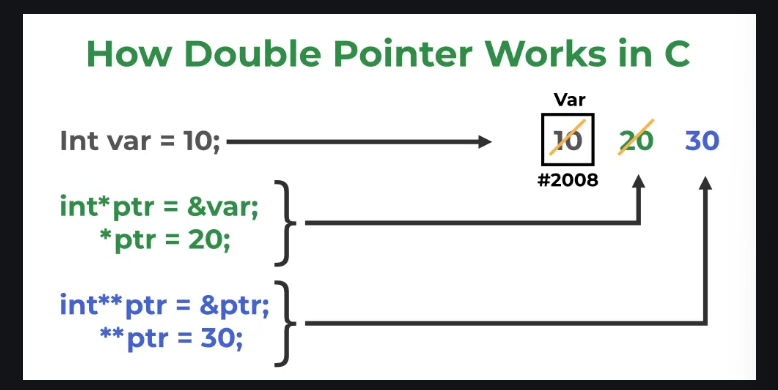 How Double Pointer Works in C
Var
Int var = 10;
10 20 30
#2008
int*ptr = &var;
*ptr = 20;
int**ptr = &ptr;
**ptr = 30;